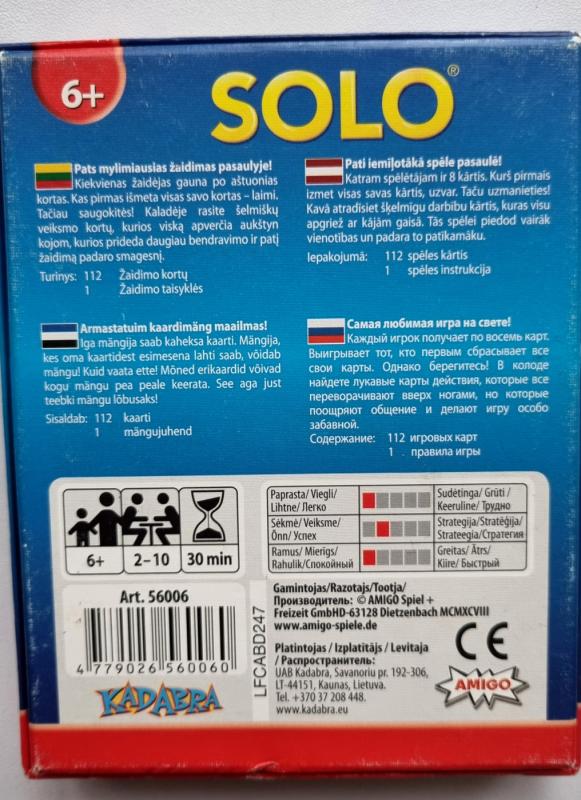 6+
SOLO®
Pats mylimiausias žaidimas pasaulyje!
Kiekvienas žaidėjas gauna po aštuonias
kortas. Kas pirmas išmeta visas savo kortas – laimi.
Tačiau saugokitės! Kaladėje rasite šelmiškų
veiksmo kortų, kurios viską apverčia aukštyn
kojom, kurios prideda daugiau bendravimo ir patį
žaidimą padaro smagesnį.
Turinys: 112 Žaidimo kortų
1 Žaidimo taisyklės
Pati iemiļotākā spēle pasaulē!
Katram spēlētājam ir 8 kārtis. Kurš pirmais
izmet visas savas kārtis, uzvar. Taču uzmanieties!
Kavā atradīsiet šķelmīgu darbību kārtis, kuras visu
apgriež ar kājām gaisā. Tās spēlei piedod vairāk
vienotības un padara to patīkamāku.
Iepakojumā: 112 spēles kārtis
1 spēles instrukcija
Armastatuim kaardimäng maailmas!
Iga mängija saab kaheksa kaarti. Mängija,
kes oma kaartidest esimesena lahti saab, võidab
mängu! Kuid vaata ette! Mõned erikaardid võivad
kogu mängu pea peale keerata. See aga just
teebki mängu lõbusaks!
Sisaldab: 112 kaarti
1 mängujuhend
Самая любимая игра на свете!
Каждый игрок получает по восемь карт.
Выигрывает тот, кто первым сбрасывает все
свои карты. Однако берегитесь! В колоде
найдете лукавые карты действия, которые все
переворачивают вверх ногами, но которые
поощряют общение и делают игру особо
забавной.
Содержание: 112 игровых карт
1 . правила игры
6+
2–10
30 min
Paprasta/ Viegli/
Lihtne/ Легко
Sudėtinga/ Grūti /
Keeruline/ Трудно
Sėkmė/ Veiksme/
Õnn/ Успех
Strategija/Stratēģija/
Strateegia/Стратегия
Ramus/ Mierīgs/
Rahulik/Спокойный
Greitas/ Ātrs/
Kiire/ Быстрый
Art. 56006
4 779026 560060
KADABRA
LFCABD247
Gamintojas/Razotajs/Tootja/
Производитель: © AMIGO Spiel +
Freizeit GmbHD-63128 Dietzenbach MCMXCVIII
www.amigo-spiele.de
Platintojas / Izplatītājs / Levitaja
/ Распространитель:
UAB Kadabra, Savanoriu pr. 192-306,
LT-44151, Kaunas, Lietuva.
Tel. +370 37 208 448.
www.kadabra.eu
CE
AMIGO